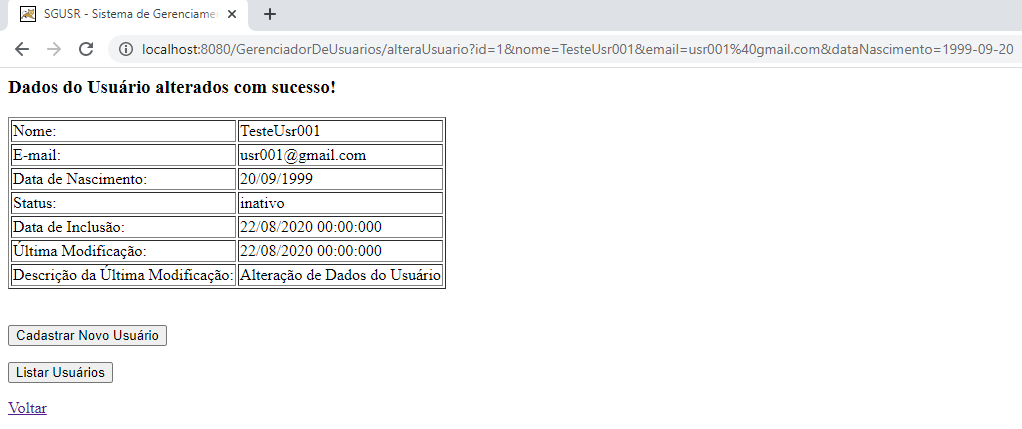 SGUSR - Sistema de Gerenciame
localhost:8080/GerenciadorDeUsuarios/alteraUsuario?id=1&nome=TesteUsr001&email=usr001%40gmail.com&dataNascimento=1999-09-20
Dados do Usuário alterados com sucesso!
Nome: TesteUsr001
E-mail: usr001@gmail.com
Data de Nascimento: 20/09/1999
Status: inativo
Data de Inclusão: 22/08/2020 00:00:000
Última Modificação: 22/08/2020 00:00:000
Descrição da Última Modificação: Alteração de Dados do Usuário
Cadastrar Novo Usuário
Listar Usuários
Voltar